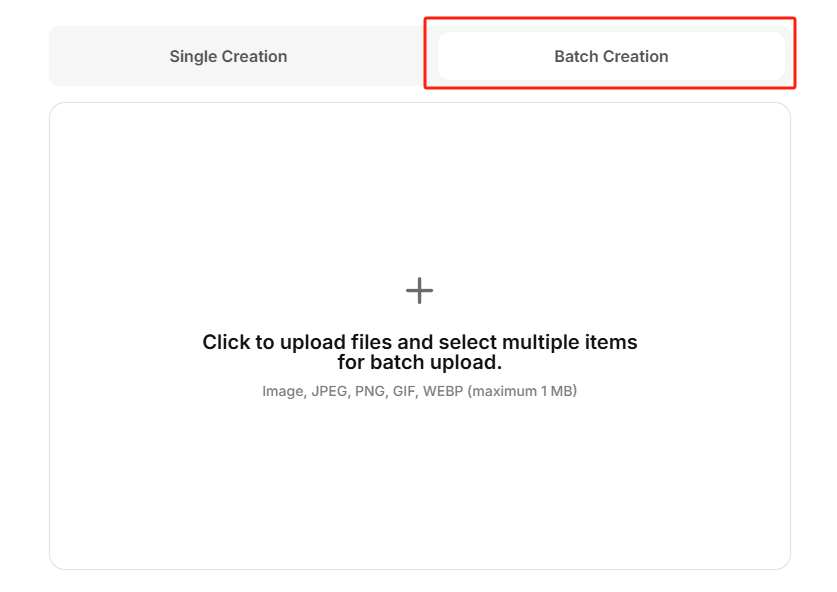 Single Creation
Batch Creation
Click to upload files and select multiple items
for batch upload.
Image, JPEG, PNG, GIF, WEBP (maximum 1 MB)